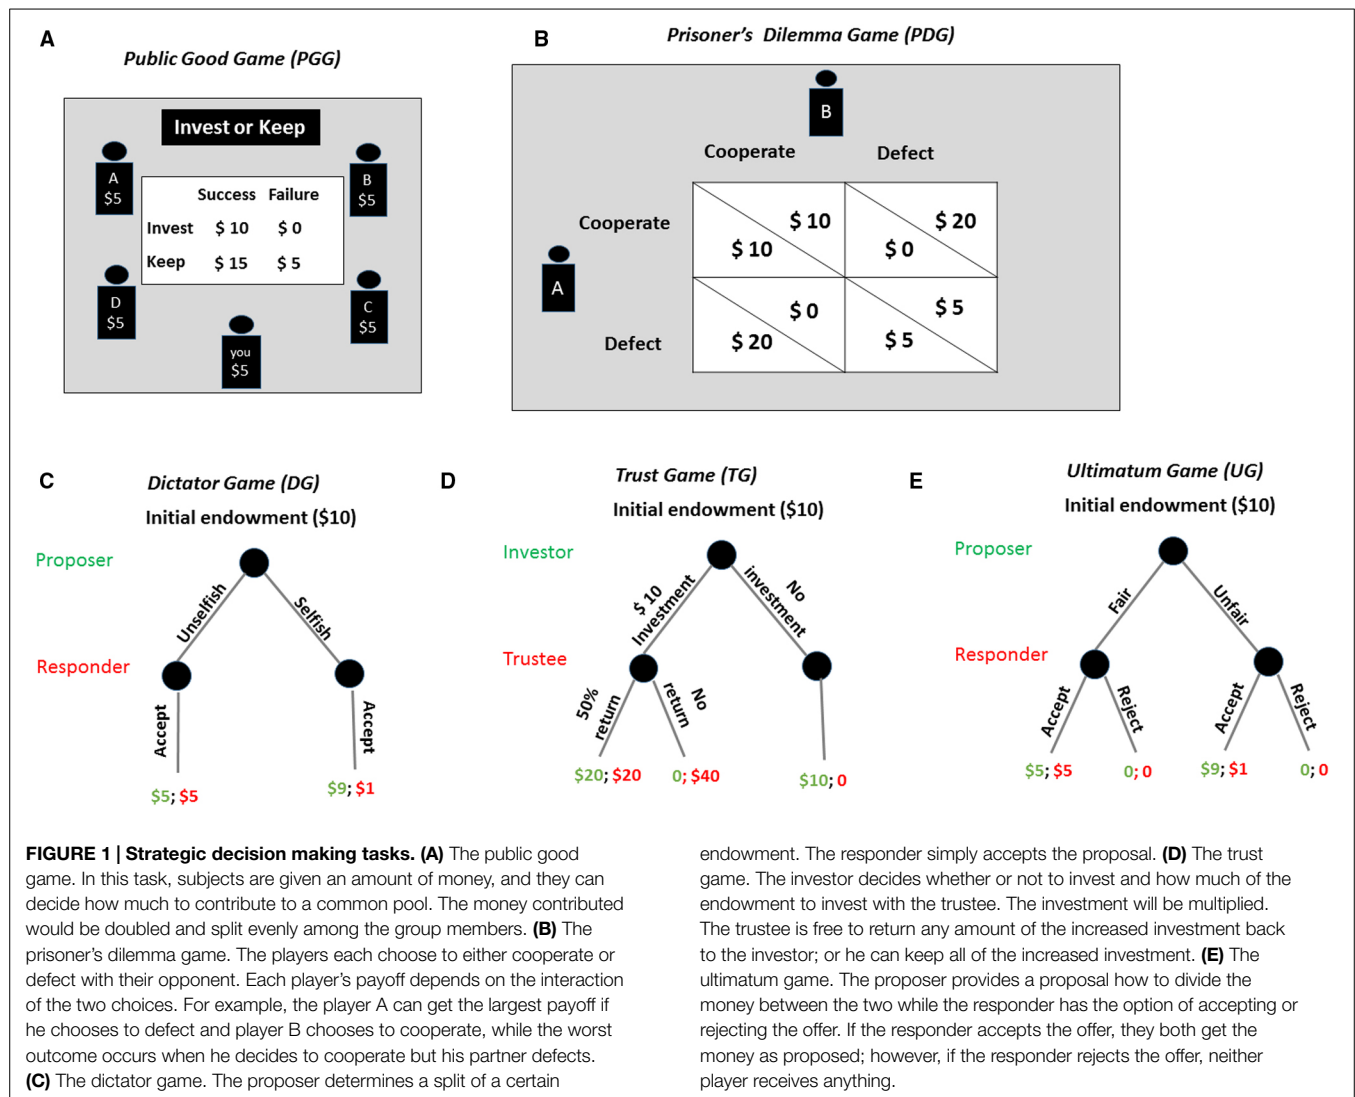 A
Public Good Game (PGG)
Invest or Keep
A
$5
B
$5
Success Failure
Invest $ 10 $ 0
Keep $ 15 $ 5
D
$5
C
$5
you
$5
B
Prisoner’s Dilemma Game (PDG)
B
Cooperate Defect
Cooperate
$ 10 $ 20
$ 10 $ 0
A
$ 0 $ 5
Defect
$ 20 $ 5
C
Dictator Game (DG)
Initial endowment ($10)
Proposer
Unselfish
Selfish
Responder
Accept
Accept
$5; $5
$9; $1
D
Trust Game (TG)
Initial endowment ($10)
Investor
$ 10
Investment
No
investment
Trustee
50%
return
No
return
$20; $20
0; $40
$10; 0
E
Ultimatum Game (UG)
Initial endowment ($10)
Proposer
Fair
Unfair
Responder
Accept
Reject
Accept
Reject
$5; $5
0; 0
$9; $1
0; 0
FIGURE 1 | Strategic decision making tasks. (A) The public good
game. In this task, subjects are given an amount of money, and they can
decide how much to contribute to a common pool. The money contributed
would be doubled and split evenly among the group members. (B) The
prisoner’s dilemma game. The players each choose to either cooperate or
defect with their opponent. Each player’s payoff depends on the interaction
of the two choices. For example, the player A can get the largest payoff if
he chooses to defect and player B chooses to cooperate, while the worst
outcome occurs when he decides to cooperate but his partner defects.
(C) The dictator game. The proposer determines a split of a certain
endowment. The responder simply accepts the proposal. (D) The trust
game. The investor decides whether or not to invest and how much of the
endowment to invest with the trustee. The investment will be multiplied.
The trustee is free to return any amount of the increased investment back
to the investor; or he can keep all of the increased investment. (E) The
ultimatum game. The proposer provides a proposal how to divide the
money between the two while the responder has the option of accepting or
rejecting the offer. If the responder accepts the offer, they both get the
money as proposed; however, if the responder rejects the offer, neither
player receives anything.